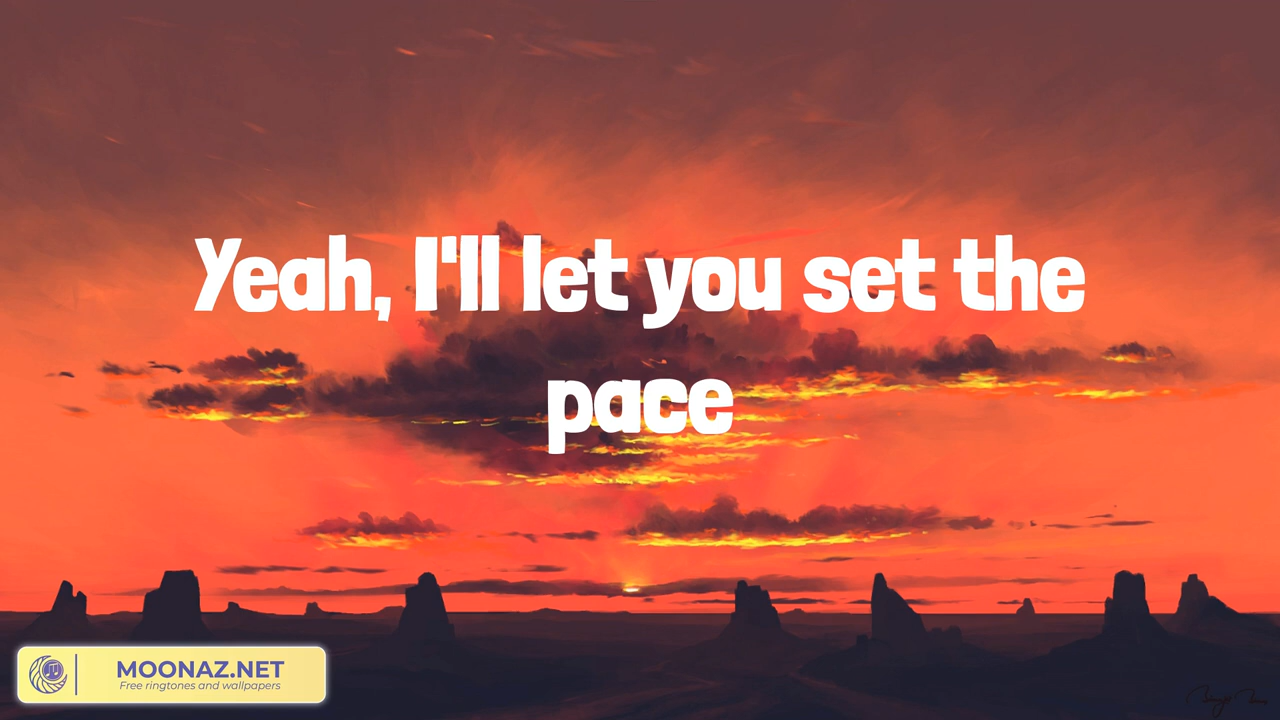 Yeah, I'll let you set the
pace
MOONAZ.NET
Free ringtones and wallpapers